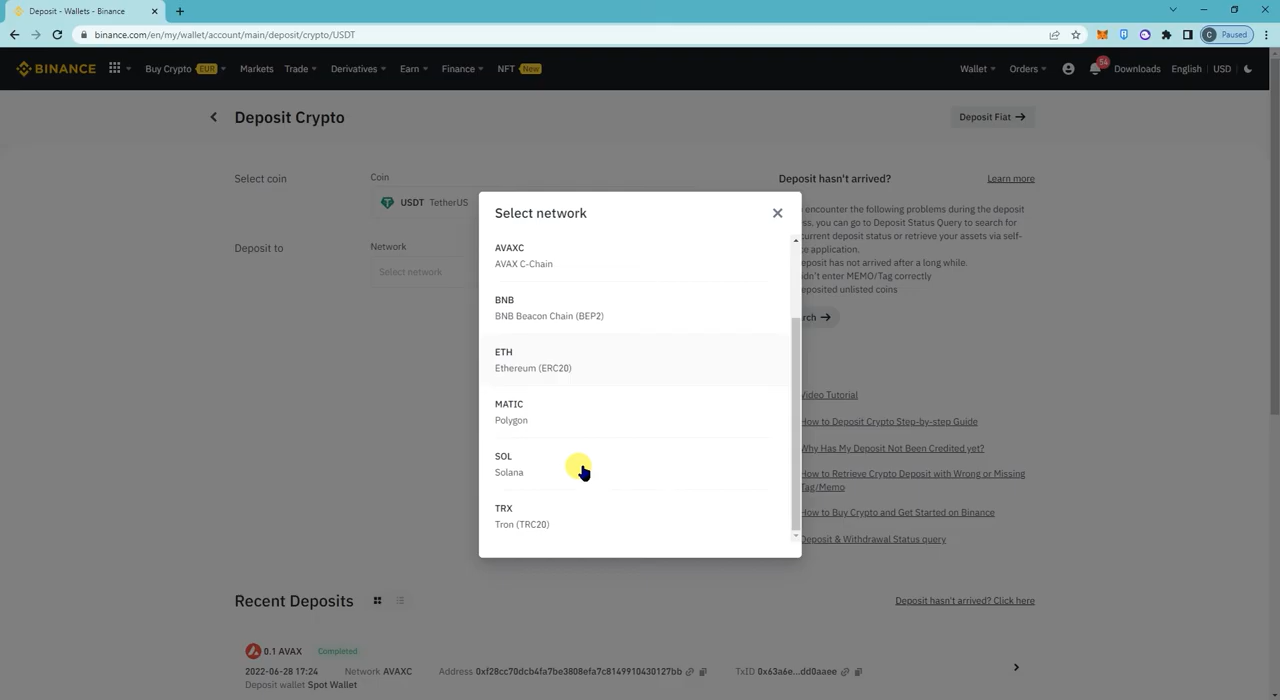 Deposit - Wallets - Binance
binance.com/en/my/wallet/account/main/deposit/crypto/USDT
C Paused
BINANCE Buy Crypto EUR Markets Trade Derivatives Earn Finance NFT New Wallet Orders 54 Downloads English | USD
Deposit Crypto
Deposit Fiat →
Select coin
Coin
USDT TetherUS
Deposit to
Network
Select network
Select network
AVAXC
AVAX C-Chain
BNB
BNB Beacon Chain (BEP2)
ETH
Ethereum (ERC20)
MATIC
Polygon
SOL
Solana
TRX
Tron (TRC20)
Deposit hasn't arrived? Learn more
encounter the following problems during the deposit
you can go to Deposit Status Query to search for
current deposit status or retrieve your assets via self-
application.
eposit has not arrived after a long while.
dn't enter MEMO/Tag correctly
eposited unlisted coins
rch →
Video Tutorial
How to Deposit Crypto Step-by-step Guide
Why Has My Deposit Not Been Credited yet?
How to Retrieve Crypto Deposit with Wrong or Missing
Tag/Memo
How to Buy Crypto and Get Started on Binance
Deposit & Withdrawal Status query
Recent Deposits
Deposit hasn't arrived? Click here
0.1 AVAX Completed
2022-06-28 17:24 Network AVAXC Address 0xf28cc70dcb4fa7be3808efa7c8149910430127bb TxID 0x63a6e...dd0aaee
Deposit wallet Spot Wallet